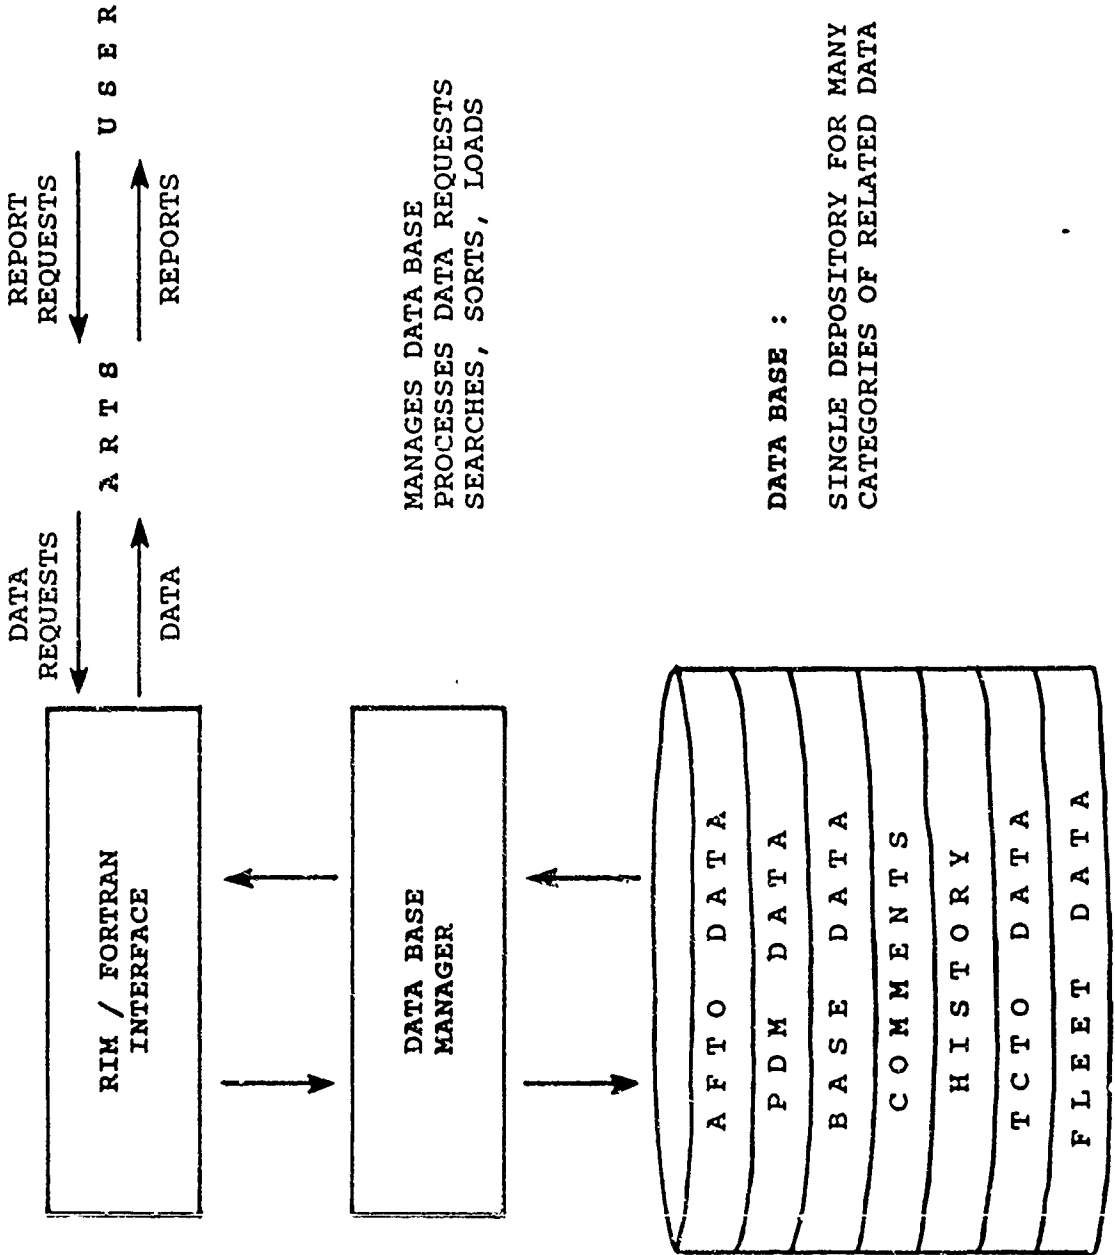 REPORT
REQUESTS
DATA
REQUESTS
A R T S
U S E R
DATA
REPORTS
RIM / FORTRAN
INTERFACE
DATA BASE
MANAGER
MANAGES DATA BASE
PROCESSES DATA REQUESTS
SEARCHES, SORTS, LOADS
DATA BASE :
SINGLE DEPOSITORY FOR MANY
CATEGORIES OF RELATED DATA
A F T O D A T A
P D M D A T A
B A S E D A T A
C O M M E N T S
H I S T O R Y
T C T O D A T A
F L E E T D A T A